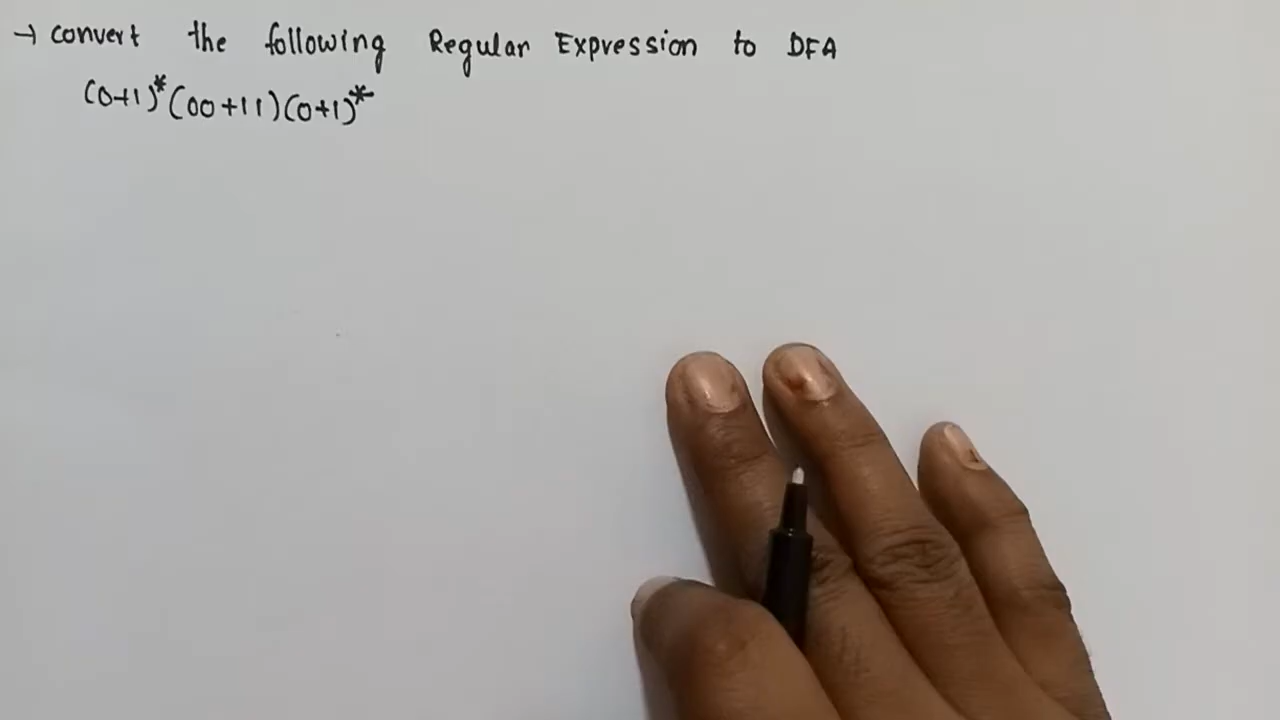 → convert the following Regular Expression to DFA
(0+1)*(00+11)(0+1)*